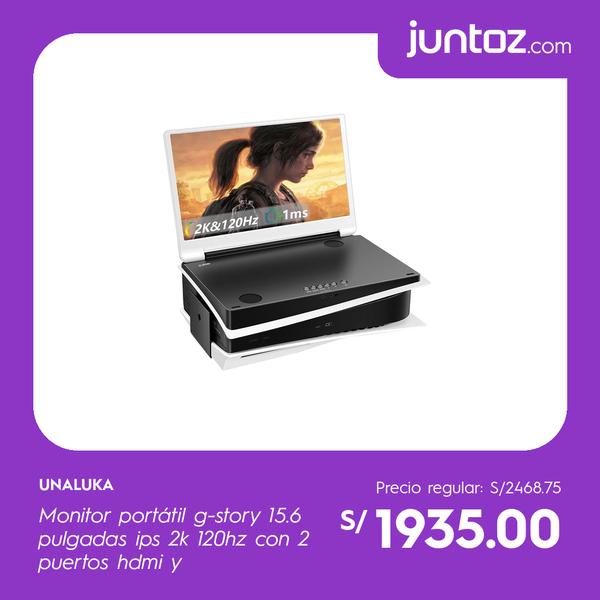 juntoz.com
2K&120Hz 1ms
UNALUKA
Monitor portátil g-story 15.6
pulgadas ips 2k 120hz con 2
puertos hdmi y
Precio regular: S/2468.75
S/1935.00